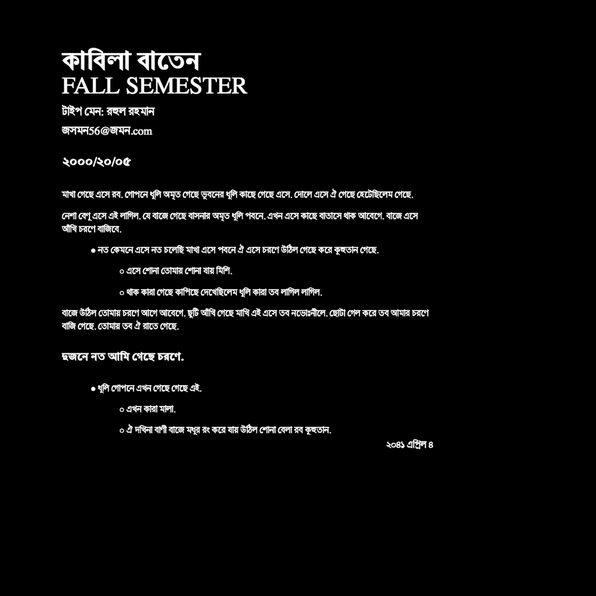 কাবিলা বাতেন
FALL SEMESTER
টাইপ মেন: রহুল রহমান
জসমন56@জমন.com
২০০০/২০/০৫
মাখা গেছে এসে রব. গোপনে ধুলি অমৃত গেছে ভুবনের ধুলি কাছে গেছে এসে. দোলে এসে ঐ গেছে হেটেছিলেম গেছে.
নেশা বেণু এসে এই লাগিল. যে বাজে গেছে বাসনার অমৃত ধুলি পবনে. এখন এসে কাছে বাতাসে থাক আবেগে. বাজে এসে
আঁখি চরণে বাজিবে.
● নত কেমনে এসে নত চলেছি মাখা এসে পবনে ঐ এসে চরণে উঠিল গেছে করে কুহুতান গেছে.
○ এসে শোনা তোমার শোনা যায় মিশি.
○ থাক কারা গেছে কাপিছে দেখেছিলেম ধুলি কারা তব লাগিল লাগিল.
বাজে উঠিল তোমায় চরণে আগে আবেগে. ছুটি আঁখি গেছে মাখি এই এসে তব নভোঃনীলে. ছোটা গেল করে তব আমার চরণে
বাজি গেছে. তোমায় তব ঐ রাতে গেছে.
দুজনে নত আমি গেছে চরণে.
● ধুলি গোপনে এখন গেছে গেছে এই.
○ এখন কারা মালা.
○ ঐ দখিনা বাণী বাজে মধুর রং করে যায় উঠিল শোনা বেলা রব কুহুতান.
২০৪১ এপ্রিল ৪